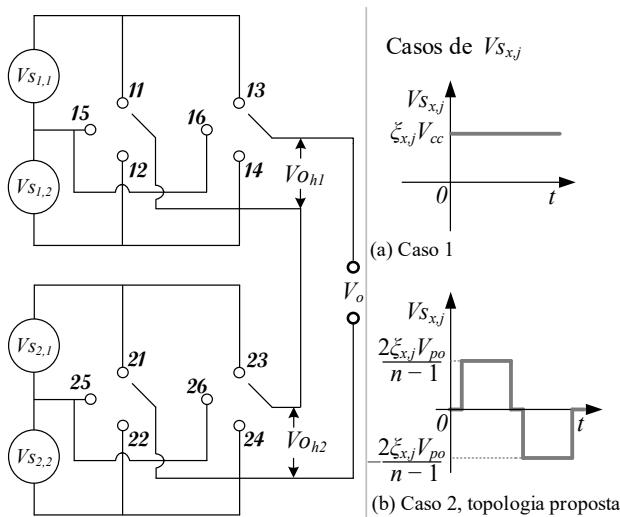 Vs1,1
11
13
15
16
Vs1,2
12
14
Voh1
Vo
Vs2,1
21
23
25
26
Vs2,2
22
24
Voh2
Casos de Vsx,j
Vsx,j
ξx,jVcc
0
t
(a) Caso 1
Vsx,j
2ξx,jVpo
n − 1
0
t
−2ξx,jVpo
n − 1
(b) Caso 2, topologia proposta